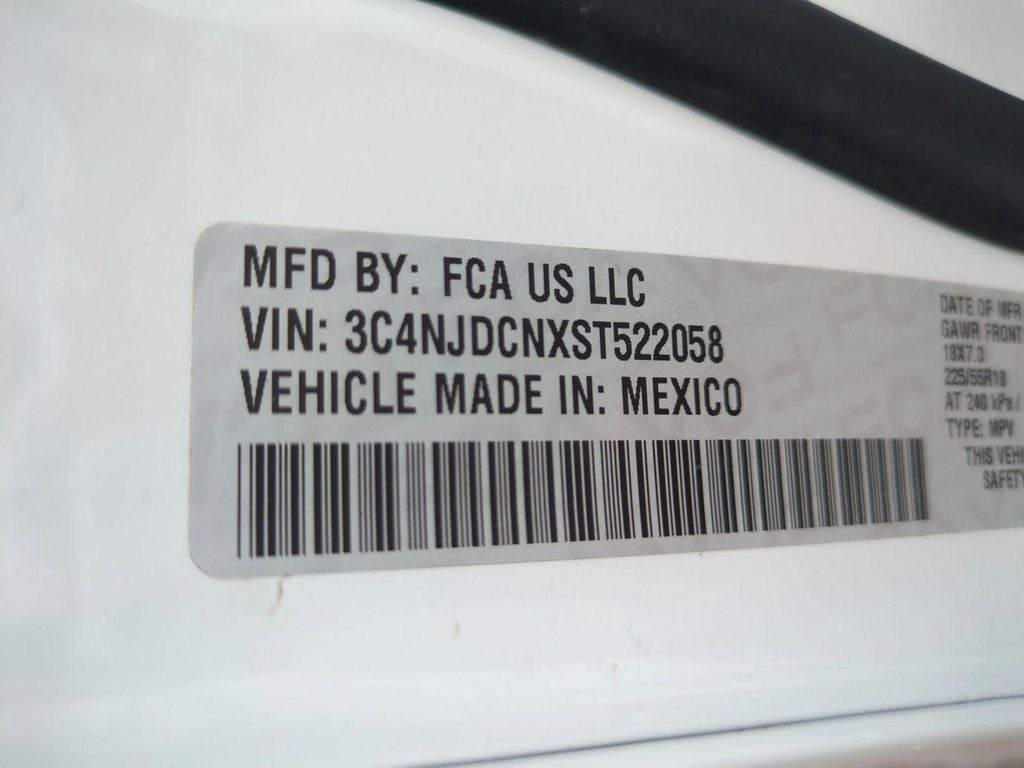 MFD BY: FCA US LLC
VIN: 3C4NJDCNXST522058
VEHICLE MADE IN: MEXICO
DATE OF MFR
GAWR FRONT
18X7.0
225/55R18
AT 240 kPa /
TYPE: MPV
THIS VEHI
SAFETY